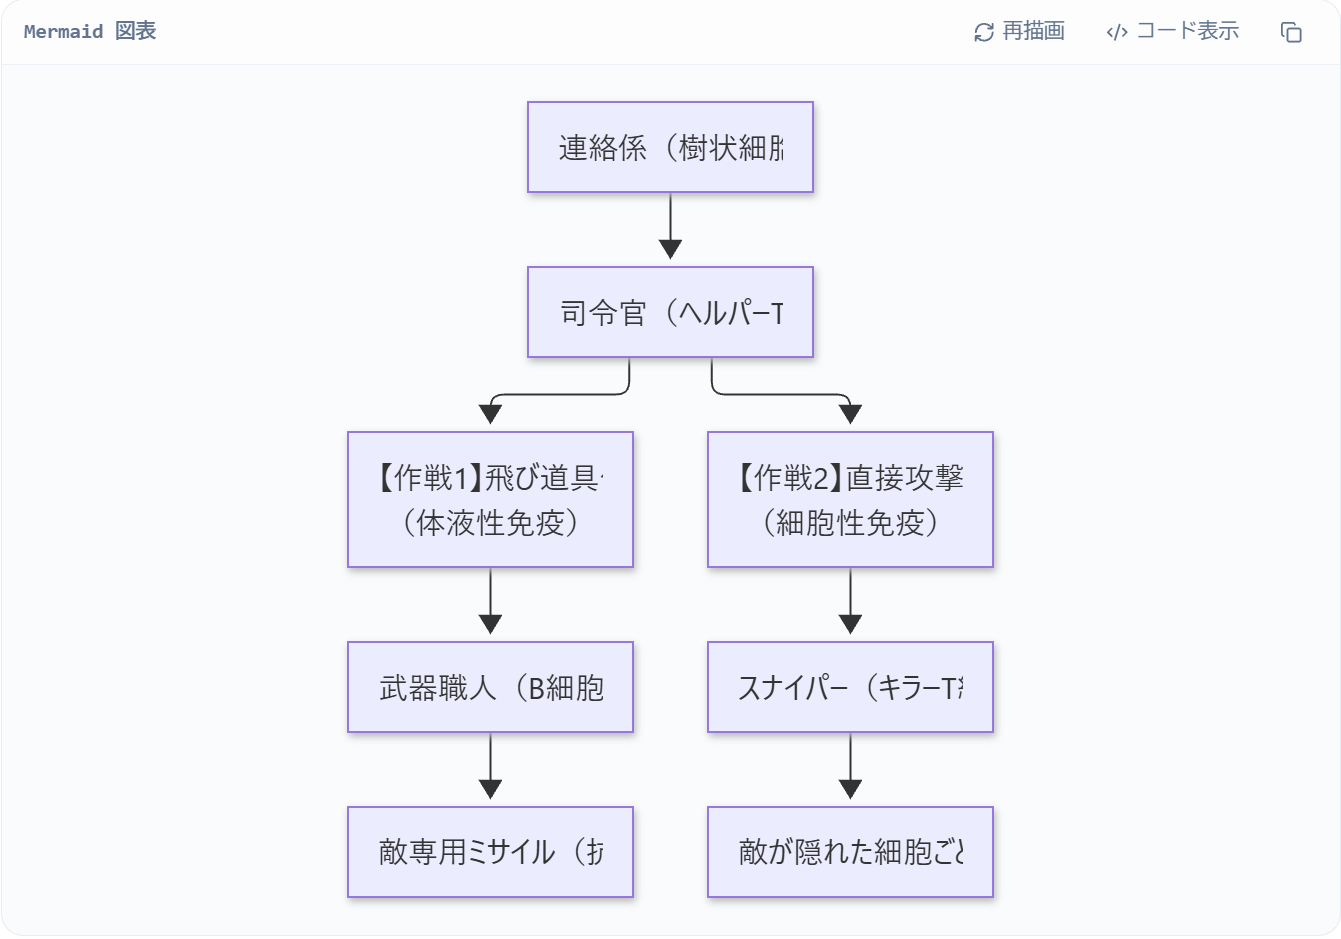 Mermaid 図表
再描画
コード表示
連絡係（樹状細
司令官（ヘルパーT
【作戦1】飛び道具
（体液性免疫）
【作戦2】直接攻撃
（細胞性免疫）
武器職人（B細胞
スナイパー（キラーT
敵専用ミサイル（抗
敵が隠れた細胞ご